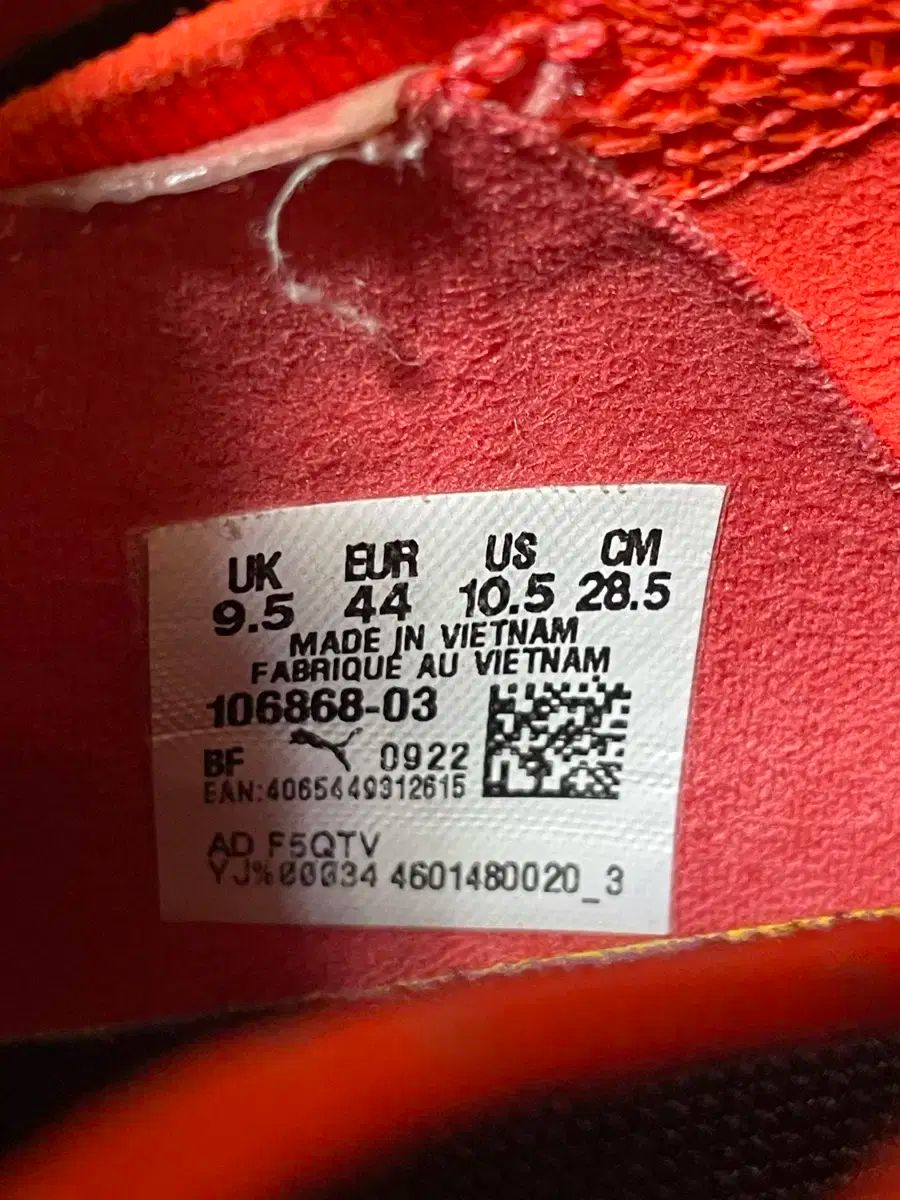 UK EUR US CM
9.5 44 10.5 28.5
MADE IN VIETNAM
FABRIQUE AU VIETNAM
106868-03
BF 0922
EAN:4065449312615
AD F5QTV
YJ%00034 4601480020_3